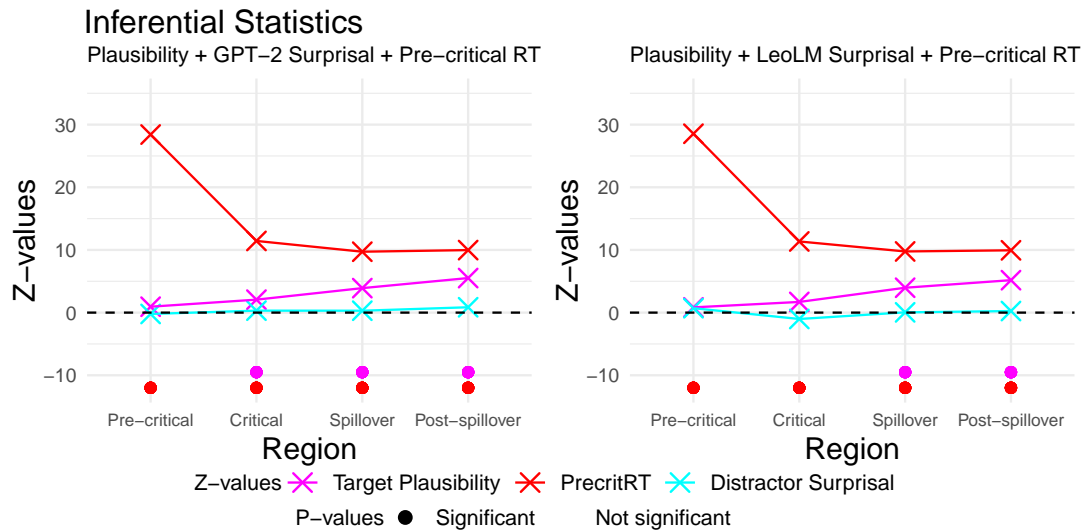 Inferential Statistics
Plausibility + GPT−2 Surprisal + Pre−critical RT
Z−values
30
20
10
0
−10
Pre−critical Critical Spillover Post−spillover
Region
Plausibility + LeoLM Surprisal + Pre−critical RT
Z−values
30
20
10
0
−10
Pre−critical Critical Spillover Post−spillover
Region
Z−values Target Plausibility PrecritRT Distractor Surprisal
P−values Significant Not significant